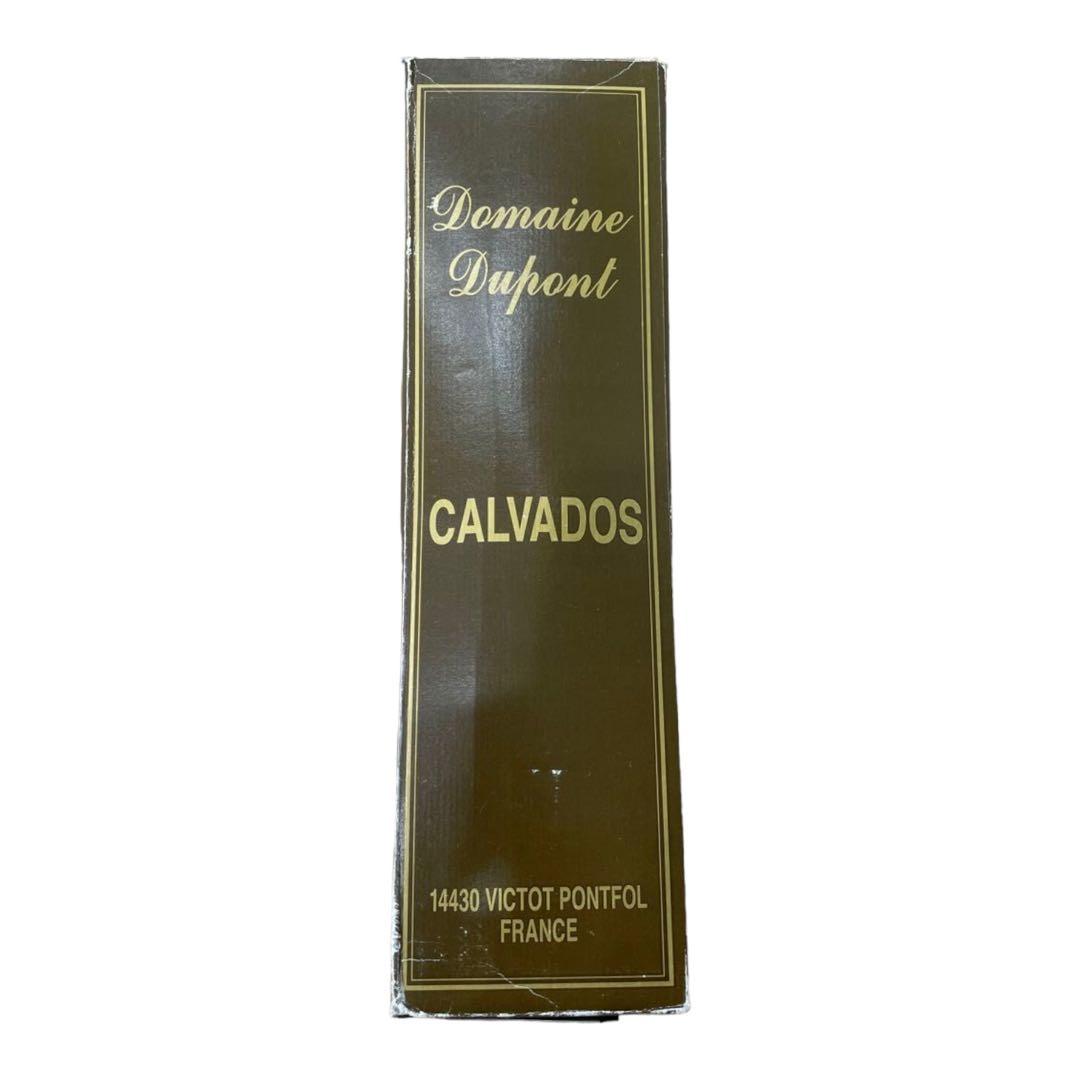 Domaine
Dupont
CALVADOS
14430 VICTOT PONTFOL
FRANCE